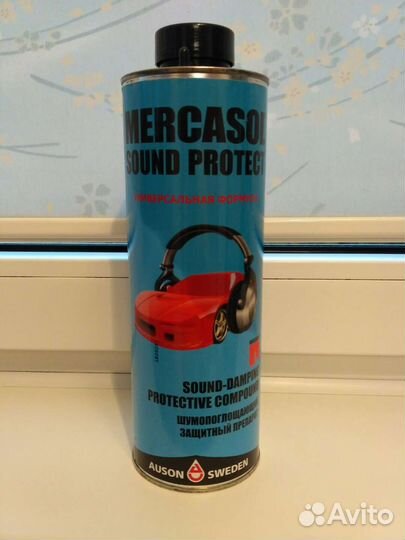 MERCASOL
SOUND PROTECT
УНИВЕРСАЛЬНАЯ ФОРМУЛА
SOUND-DAMPING
PROTECTIVE COMPOUND
ШУМОПОГЛОЩАЮЩИЙ
ЗАЩИТНЫЙ ПРЕПАРАТ
AUSON SWEDEN
Avito